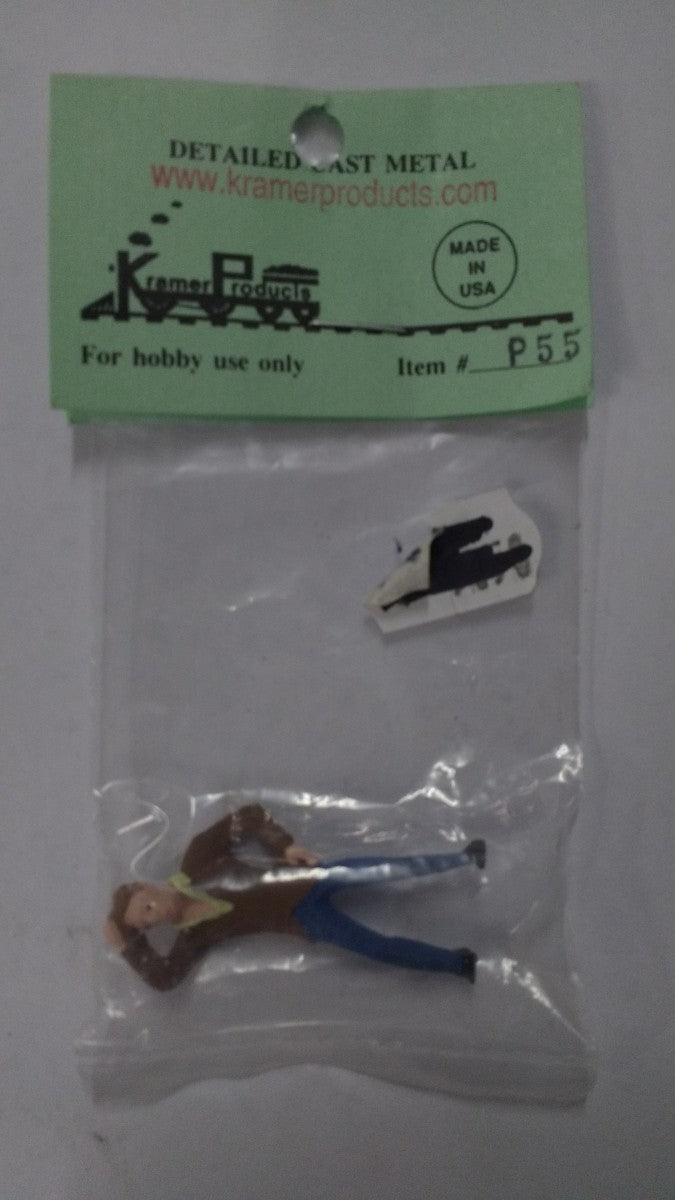 DETAILED CAST METAL
www.kramerproducts.com
Kramer Products
MADE
IN
USA
For hobby use only
Item # P55